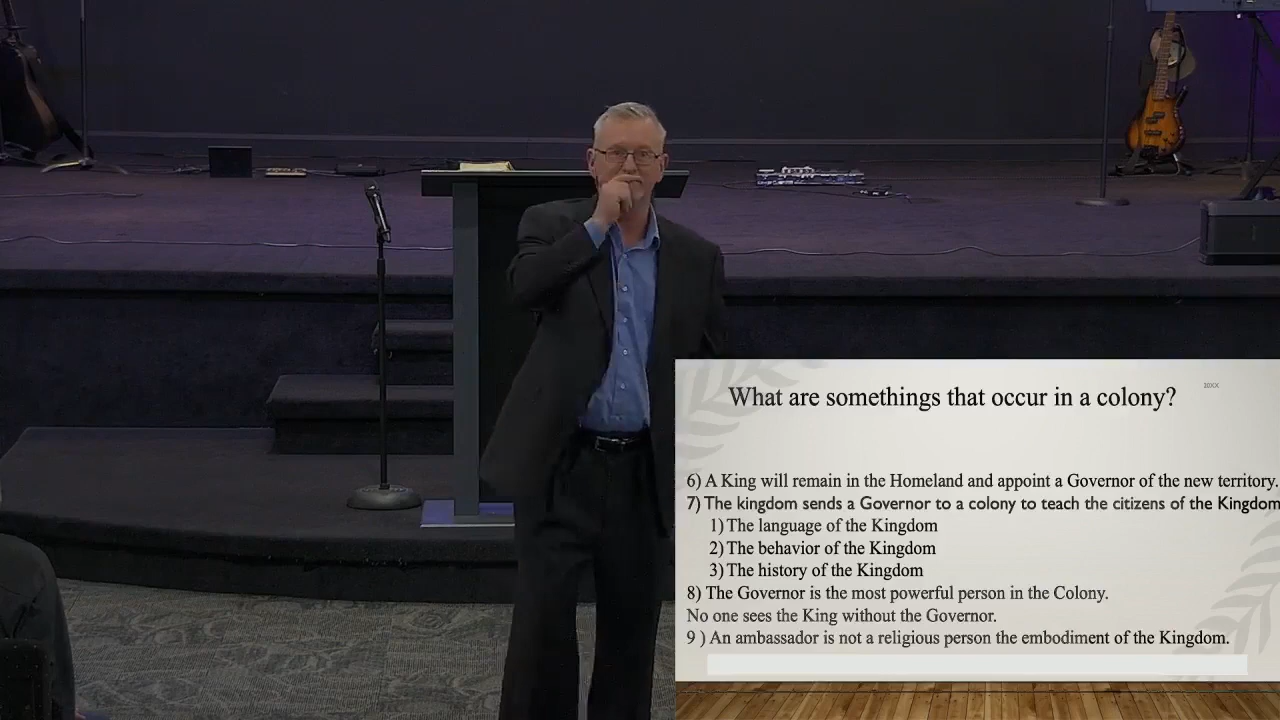 What are somethings that occur in a colony?
20XX
6) A King will remain in the Homeland and appoint a Governor of the new territory.
7) The kingdom sends a Governor to a colony to teach the citizens of the Kingdom
1) The language of the Kingdom
2) The behavior of the Kingdom
3) The history of the Kingdom
8) The Governor is the most powerful person in the Colony.
No one sees the King without the Governor.
9 ) An ambassador is not a religious person the embodiment of the Kingdom.